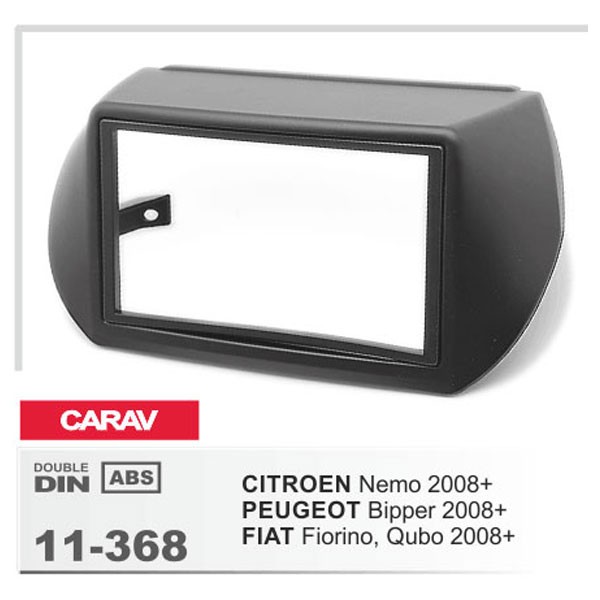 CARAV
DOUBLE
DIN ABS
11-368
CITROEN Nemo 2008+
PEUGEOT Bipper 2008+
FIAT Fiorino, Qubo 2008+